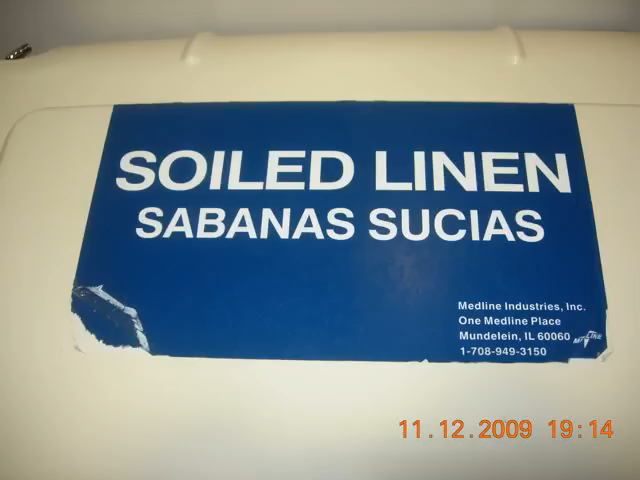 SOILED LINEN
SABANAS SUCIAS
Medline Industries, Inc.
One Medline Place
Mundelein, IL 60060
MEDLINE
1-708-949-3150
11.12.2009 19:14